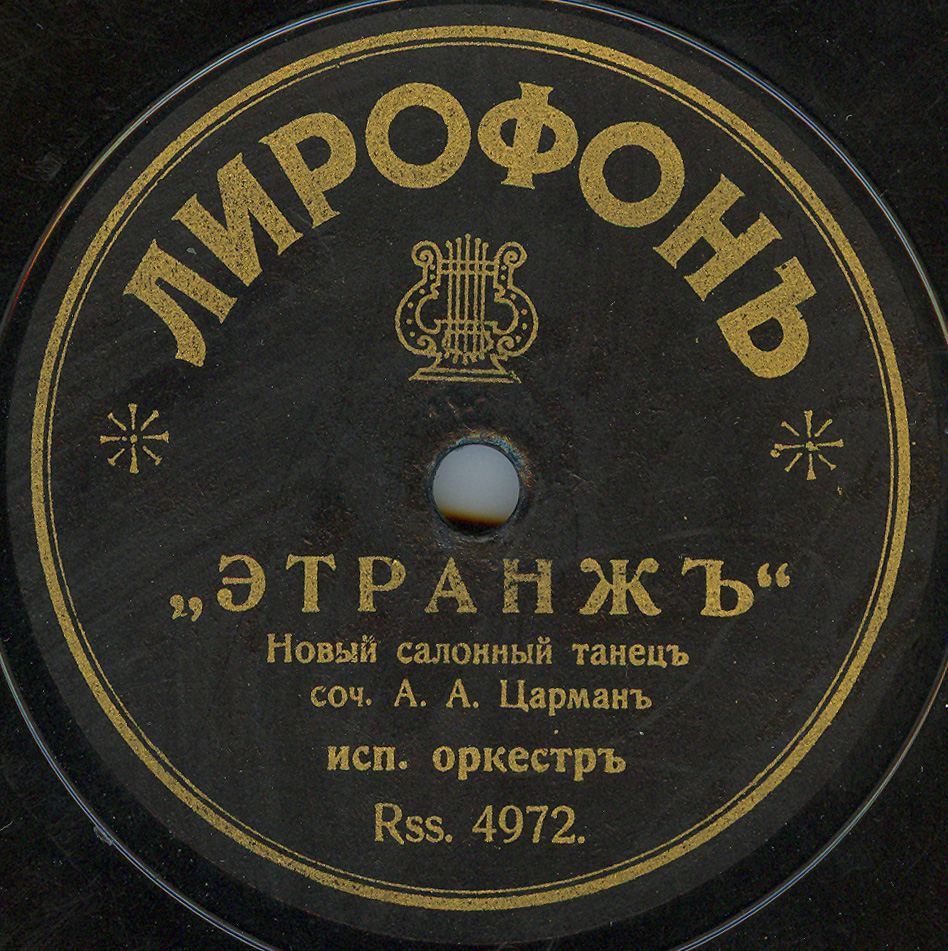 ЛИРОФОНЪ
„ЭТРАНЖЪ“
Новый салонный танецъ
соч. А. А. Царманъ
исп. оркестръ
Rss. 4972.